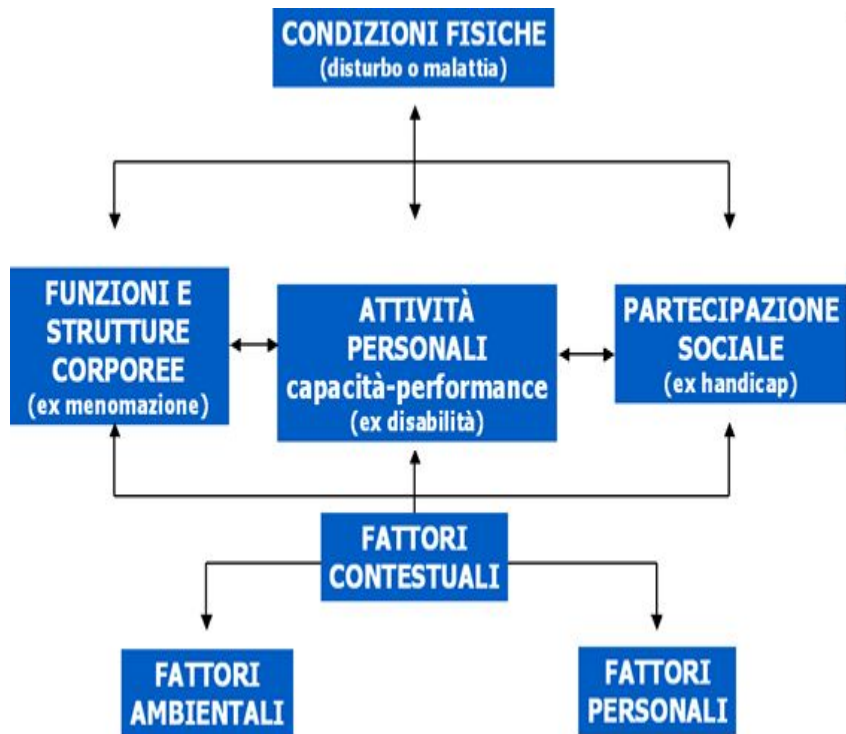 CONDIZIONI FISICHE
(disturbo o malattia)
FUNZIONI E
STRUTTURE
CORPOREE
(ex menomazione)
ATTIVITÀ
PERSONALI
capacità-performance
(ex disabilità)
PARTECIPAZIONE
SOCIALE
(ex handicap)
FATTORI
CONTESTUALI
FATTORI
AMBIENTALI
FATTORI
PERSONALI